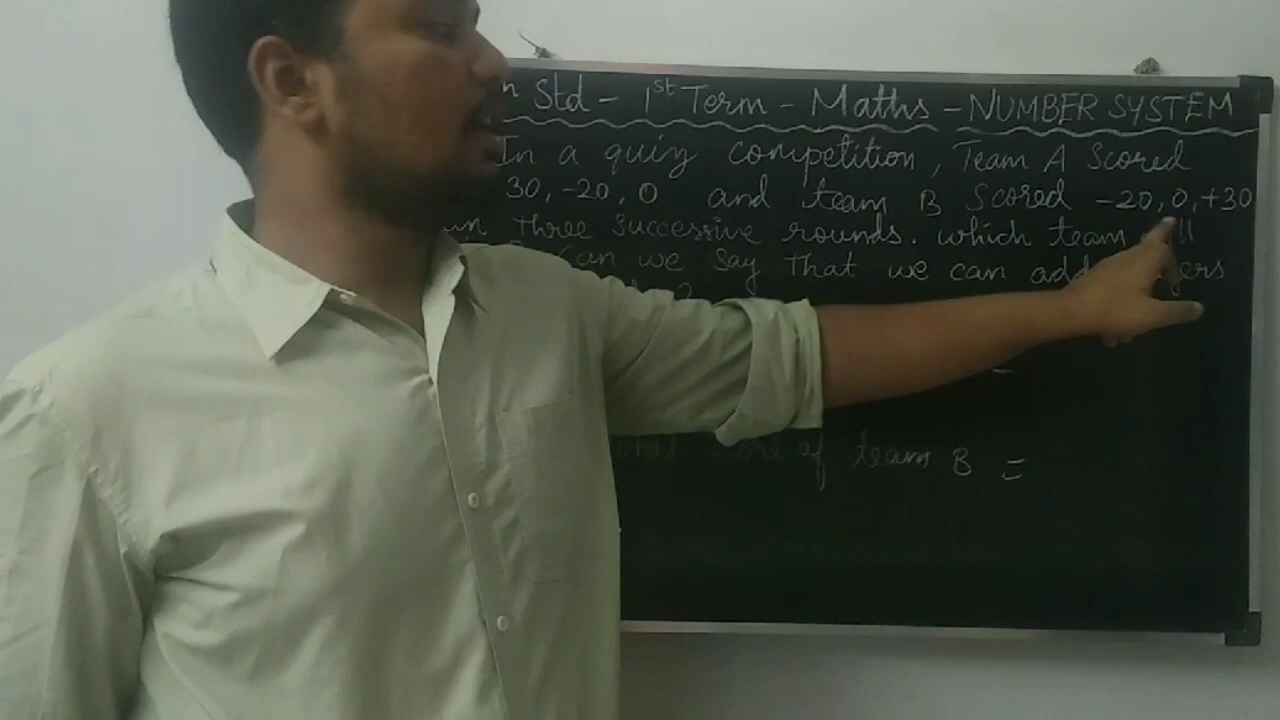 Std - 1st Term - Maths - NUMBER SYSTEM
In a quiz competition, Team A Scored
30, -20, 0 and team B Scored -20, 0, +30
in Three Successive rounds. which team
Can we Say That we can add
of team B =